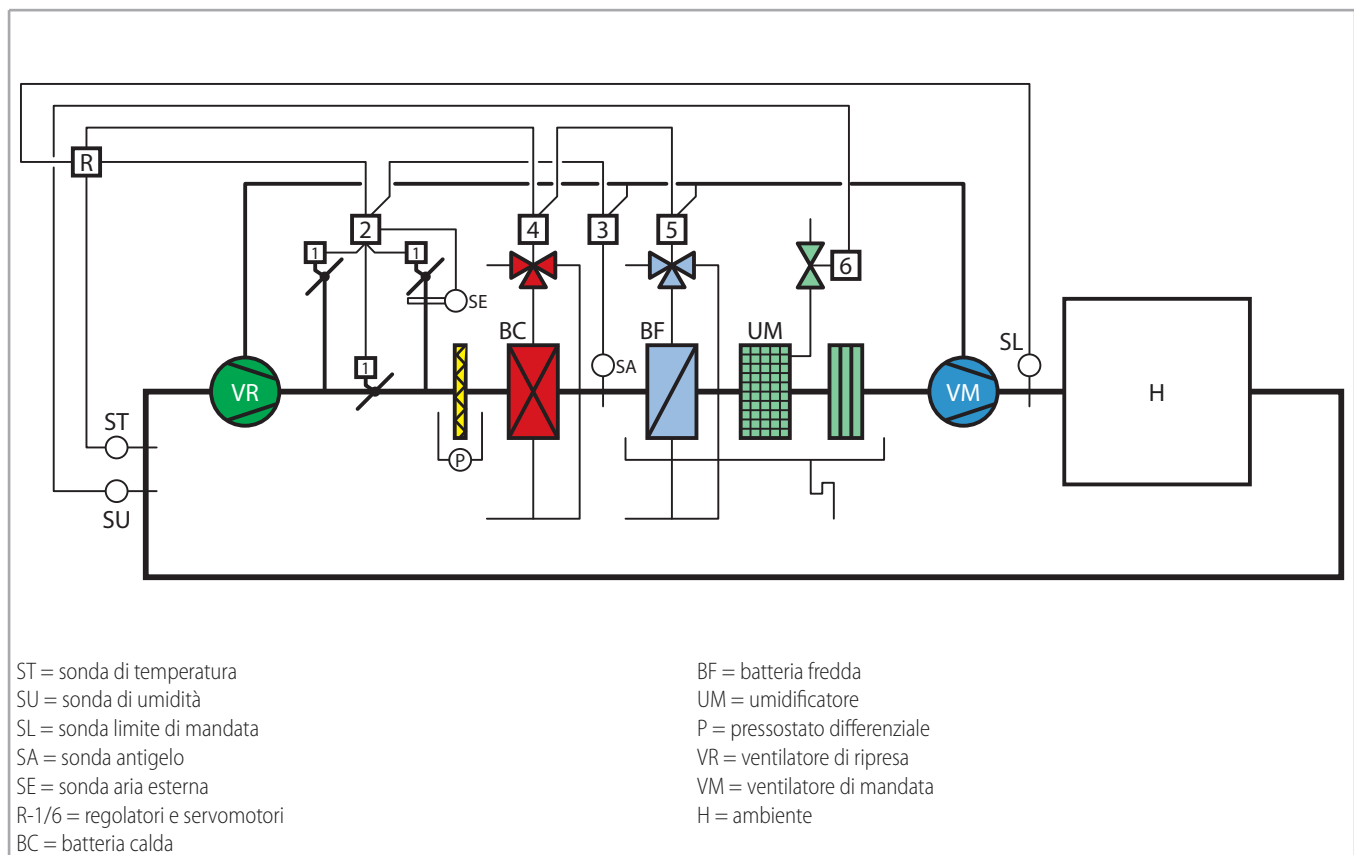 R
2
4
3
5
6
1
1
SE
BC
BF
UM
SL
1
SA
VR
VM
H
ST
P
SU
ST = sonda di temperatura
SU = sonda di umidità
SL = sonda limite di mandata
SA = sonda antigelo
SE = sonda aria esterna
R-1/6 = regolatori e servomotori
BC = batteria calda
BF = batteria fredda
UM = umidificatore
P = pressostato differenziale
VR = ventilatore di ripresa
VM = ventilatore di mandata
H = ambiente